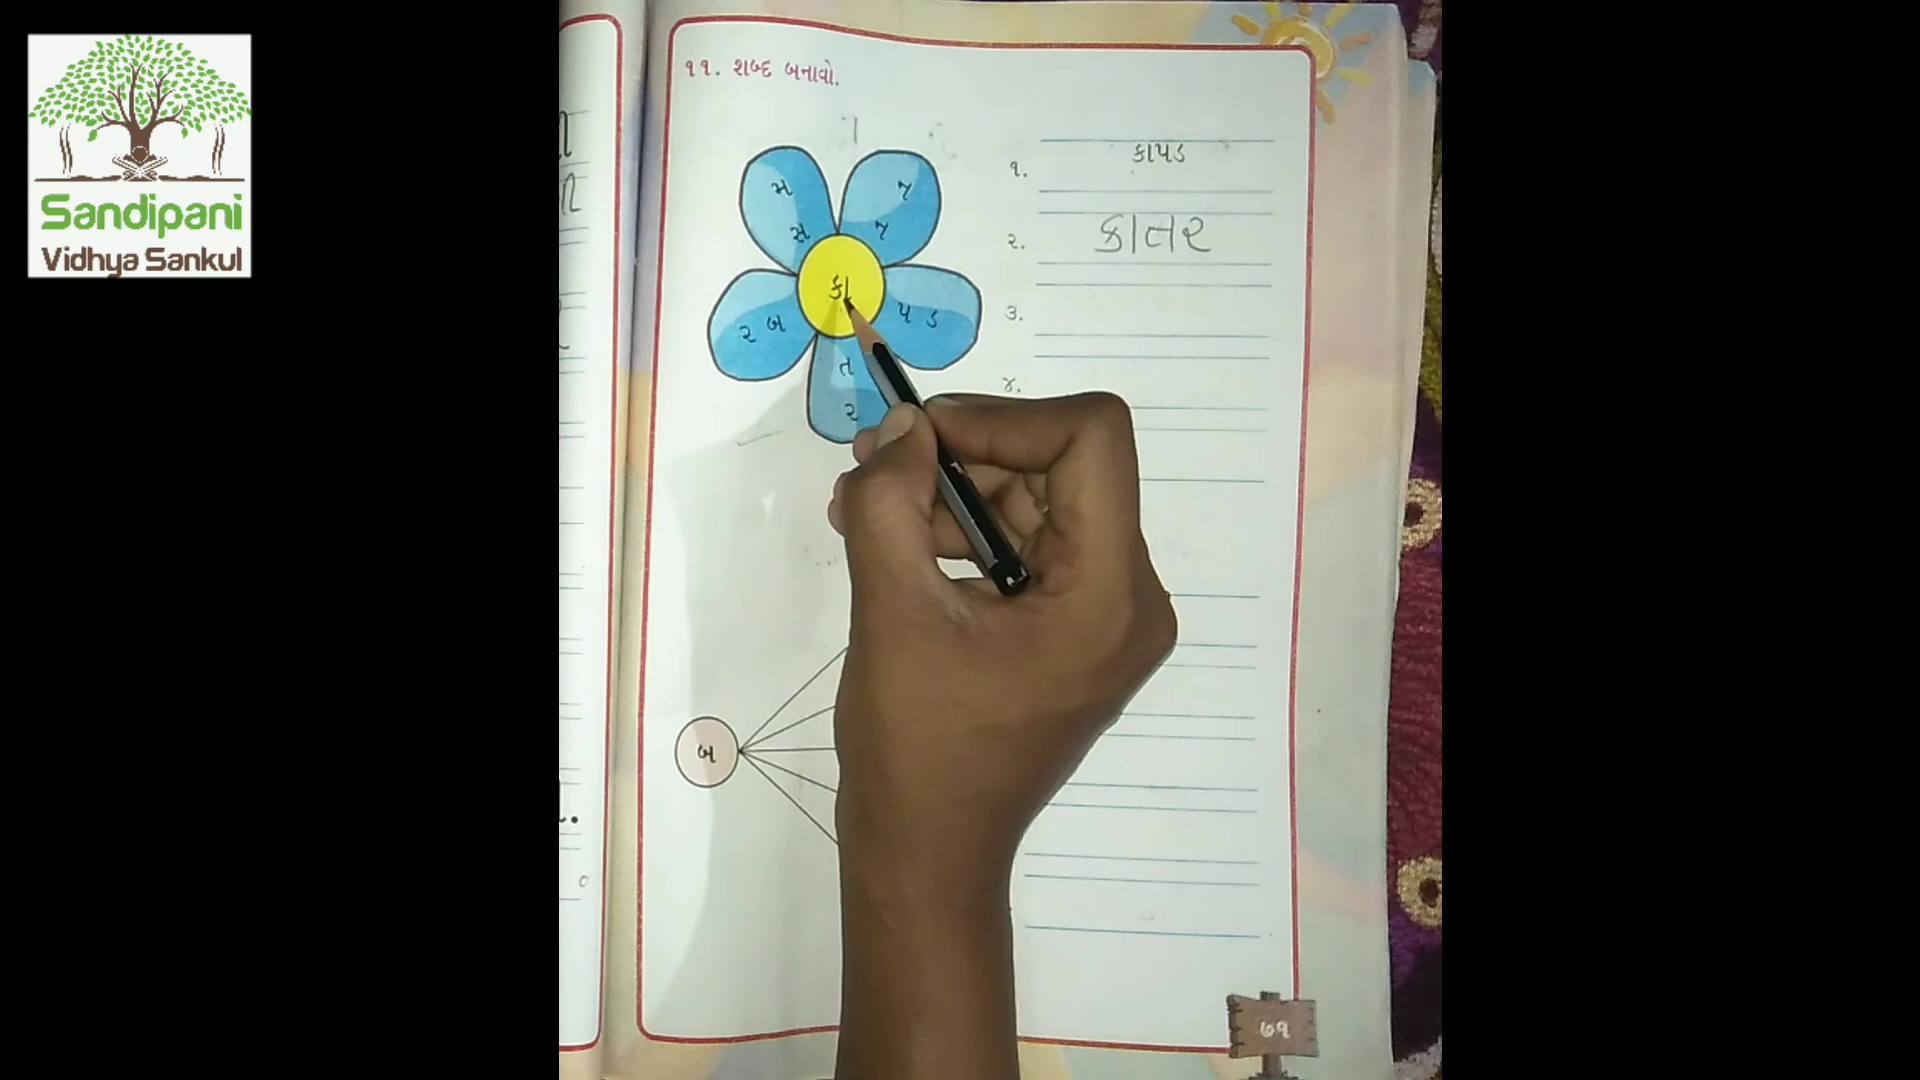 Sandipani
Vidhya Sankul
૧૧. શબ્દ બનાવો.
૧. કાપડ
૨. કાતર
૩.
૪.
મ
સ
ન
ન
કા
ર બ
પ ડ
ત
ર
બ
૭૧